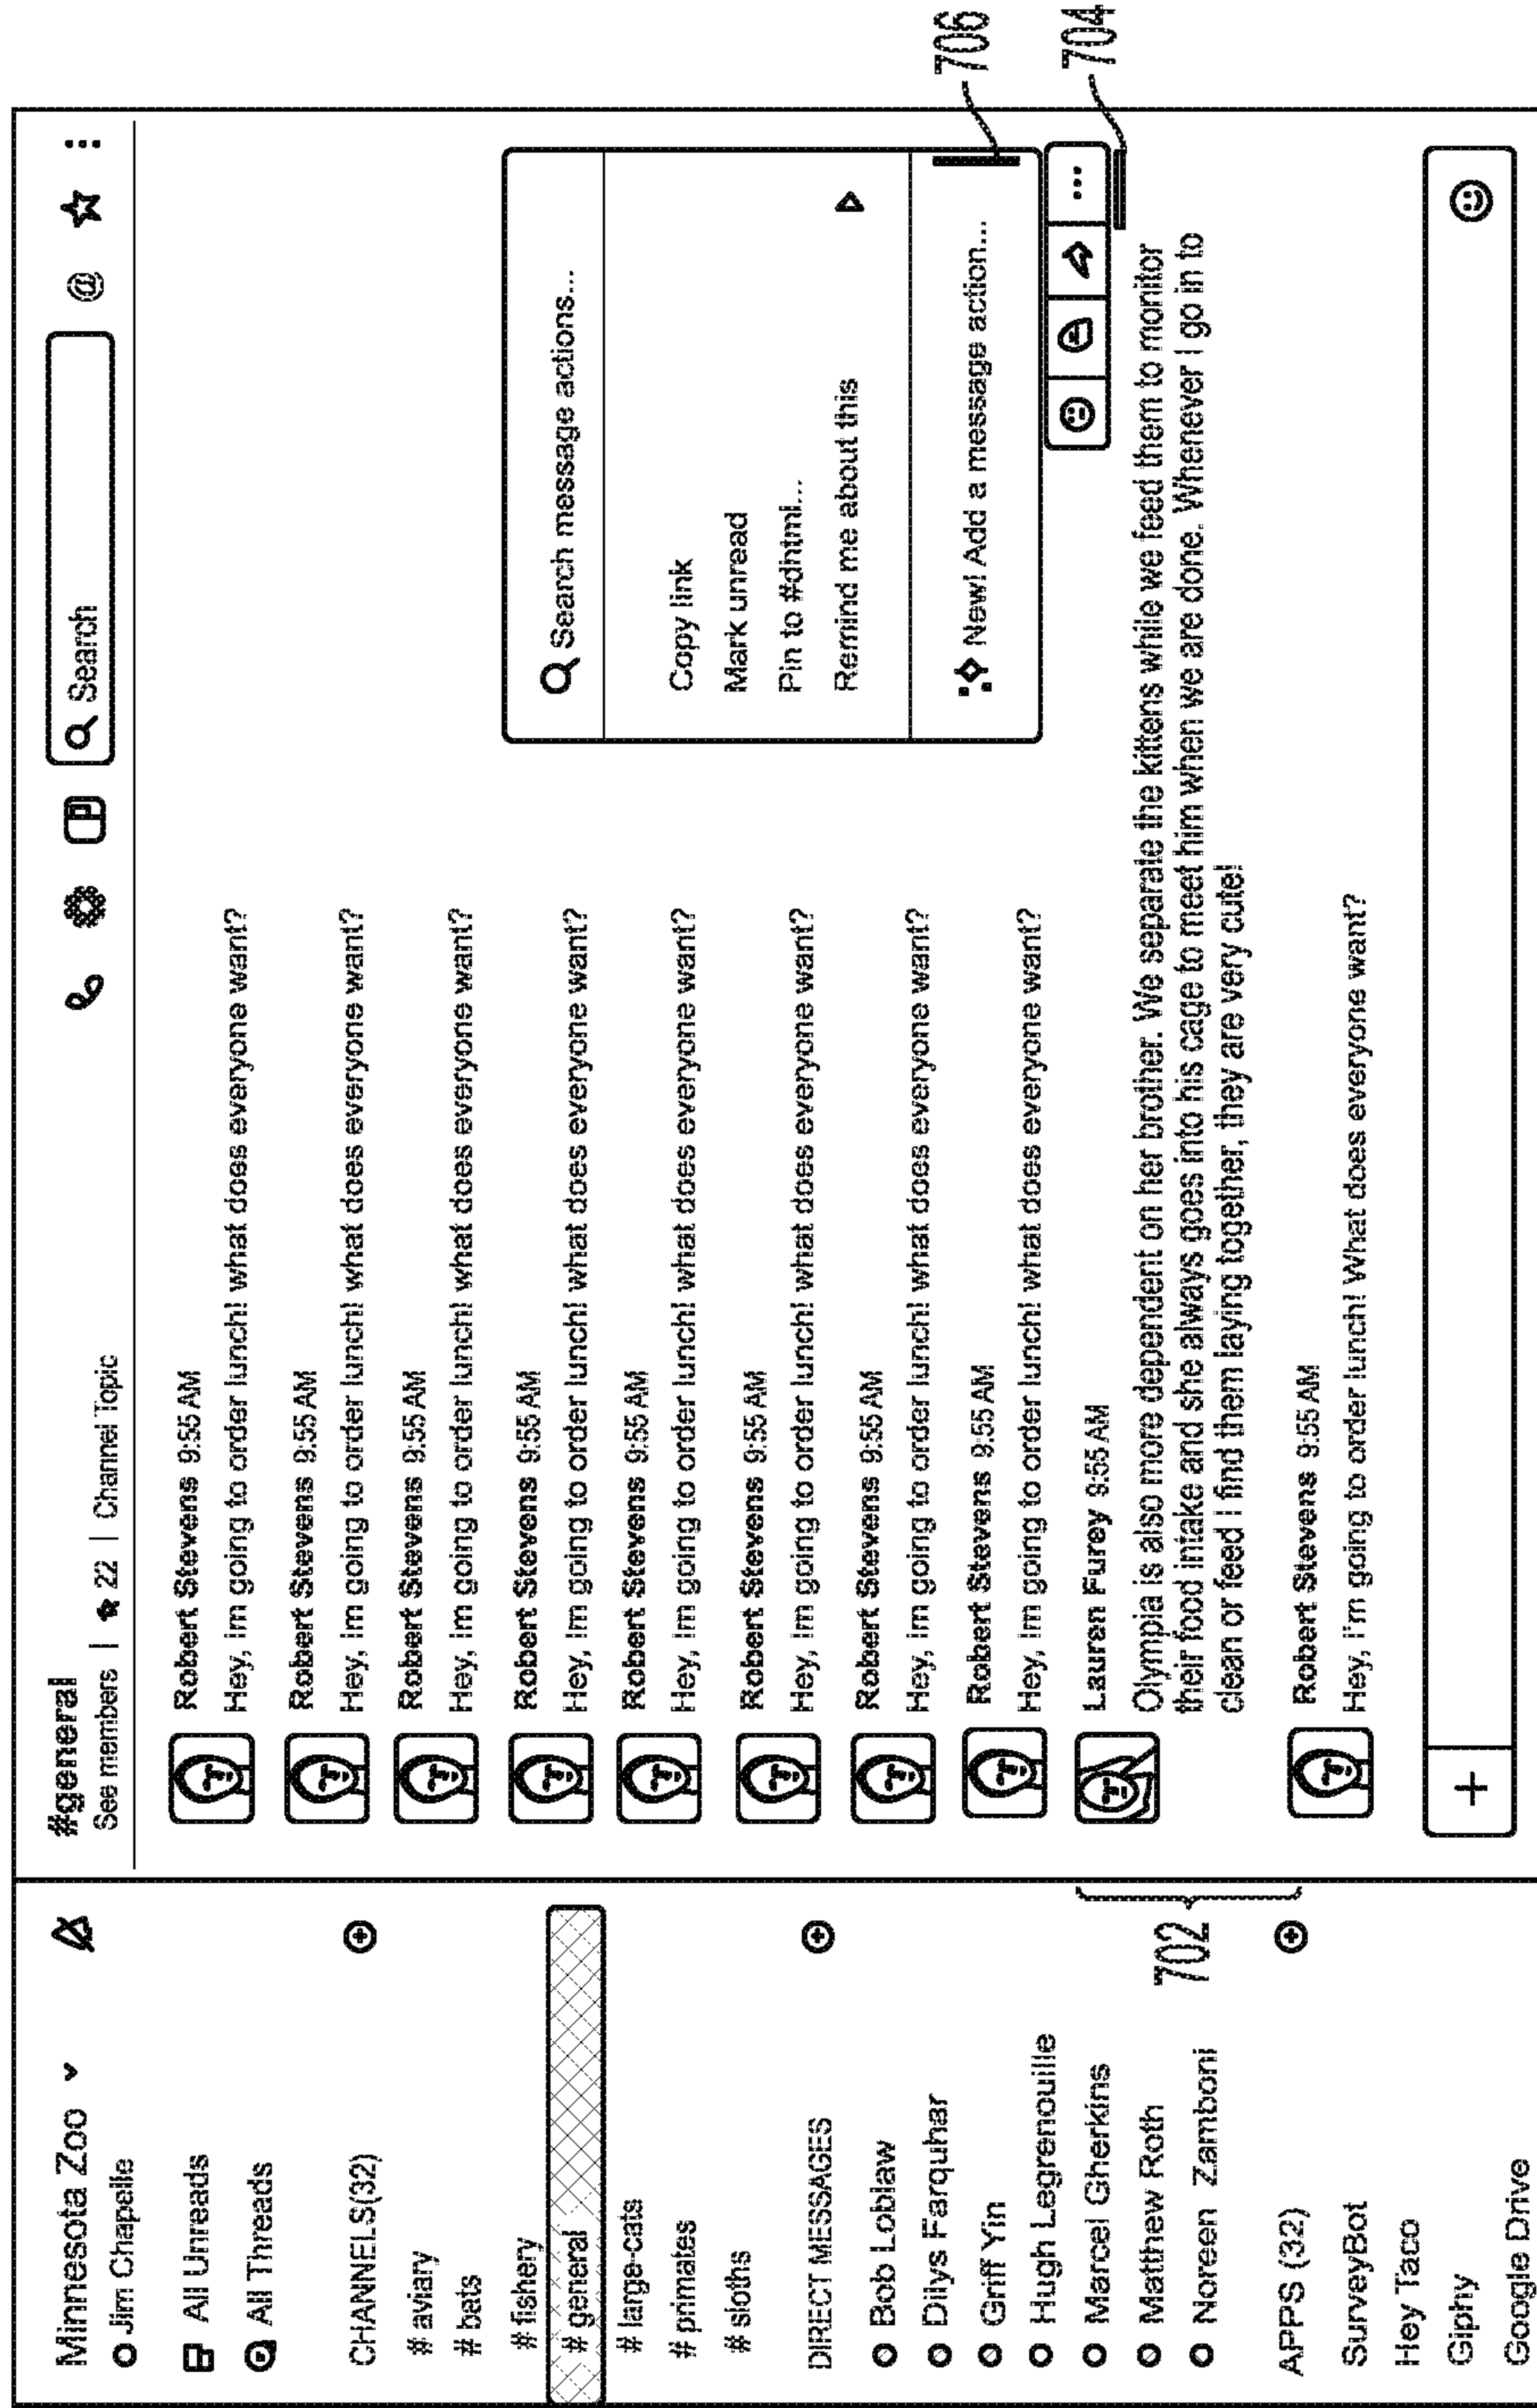 Minnesota Zoo
Jim Chapelle
All Unreads
All Threads
CHANNELS(32)
# aviary
# bats
# fishery
# general
# large-cats
# primates
# sloths
DIRECT MESSAGES
Bob Loblaw
Dilys Farquhar
Griff Yin
Hugh Legrenouille
Marcel Gherkins
Matthew Roth
Noreen Zamboni
702
APPS (32)
SurveyBot
Hey Taco
Giphy
Google Drive
#general
See members | 22 | Channel Topic
Search
@
Robert Stevens 9:55 AM
Hey, im going to order lunch! what does everyone want?
Robert Stevens 9:55 AM
Hey, im going to order lunch! what does everyone want?
Robert Stevens 9:55 AM
Hey, im going to order lunch! what does everyone want?
Robert Stevens 9:55 AM
Hey, im going to order lunch! what does everyone want?
Robert Stevens 9:55 AM
Hey, im going to order lunch! what does everyone want?
Robert Stevens 9:55 AM
Hey, im going to order lunch! what does everyone want?
Robert Stevens 9:55 AM
Hey, im going to order lunch! what does everyone want?
Robert Stevens 9:55 AM
Hey, im going to order lunch! what does everyone want?
Lauren Furey 9:55 AM
Olympia is also more dependent on her brother. We separate the kittens while we feed them to monitor
their food intake and she always goes into his cage to meet him when we are done. Whenever I go in to
clean or feed I find them laying together, they are very cute!
Robert Stevens 9:55 AM
Hey, I'm going to order lunch! What does everyone want?
+
Search message actions...
Copy link
Mark unread
Pin to #dhtml...
Remind me about this
New! Add a message action...
706
704